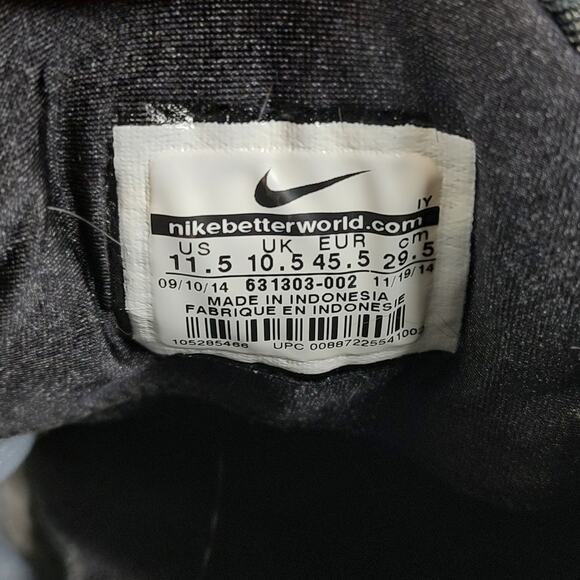 IY
nikebetterworld.com
US UK EUR cm
11.5 10.5 45.5 29.5
09/10/14 631303-002 11/19/14
MADE IN INDONESIA
FABRIQUE EN INDONESIE
105285466 UPC 00887225541002